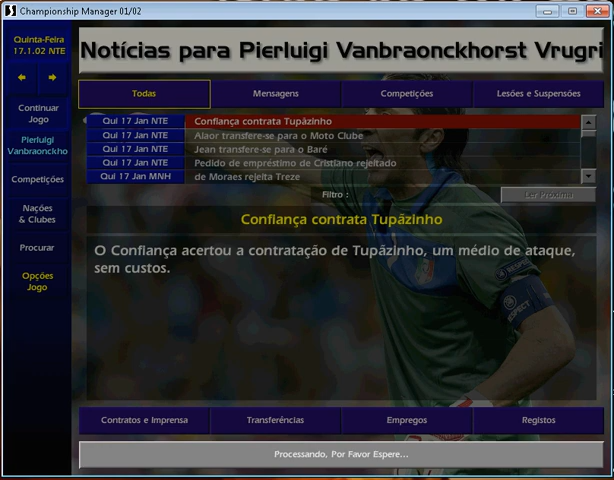 Championship Manager 01/02
Quinta-Feira
17.1.02 NTE
Continuar
Jogo
Pierluigi
Vanbraonckho
Competições
Nações
& Clubes
Procurar
Opções
Jogo
Notícias para Pierluigi Vanbraonckhorst Vrugri
Todas
Mensagens
Competições
Lesões e Suspensões
Qui 17 Jan NTE Confiança contrata Tupãzinho
Qui 17 Jan NTE Alaor transfere-se para o Moto Clube
Qui 17 Jan NTE Jean transfere-se para o Baré
Qui 17 Jan NTE Pedido de empréstimo de Cristiano rejeitado
Qui 17 Jan MNH de Moraes rejeita Treze
Filtro :
Ler Próxima
Confiança contrata Tupãzinho
O Confiança acertou a contratação de Tupãzinho, um médio de ataque,
sem custos.
RESPECT
Contratos e Imprensa
Transferências
Empregos
Registos
Processando, Por Favor Espere...